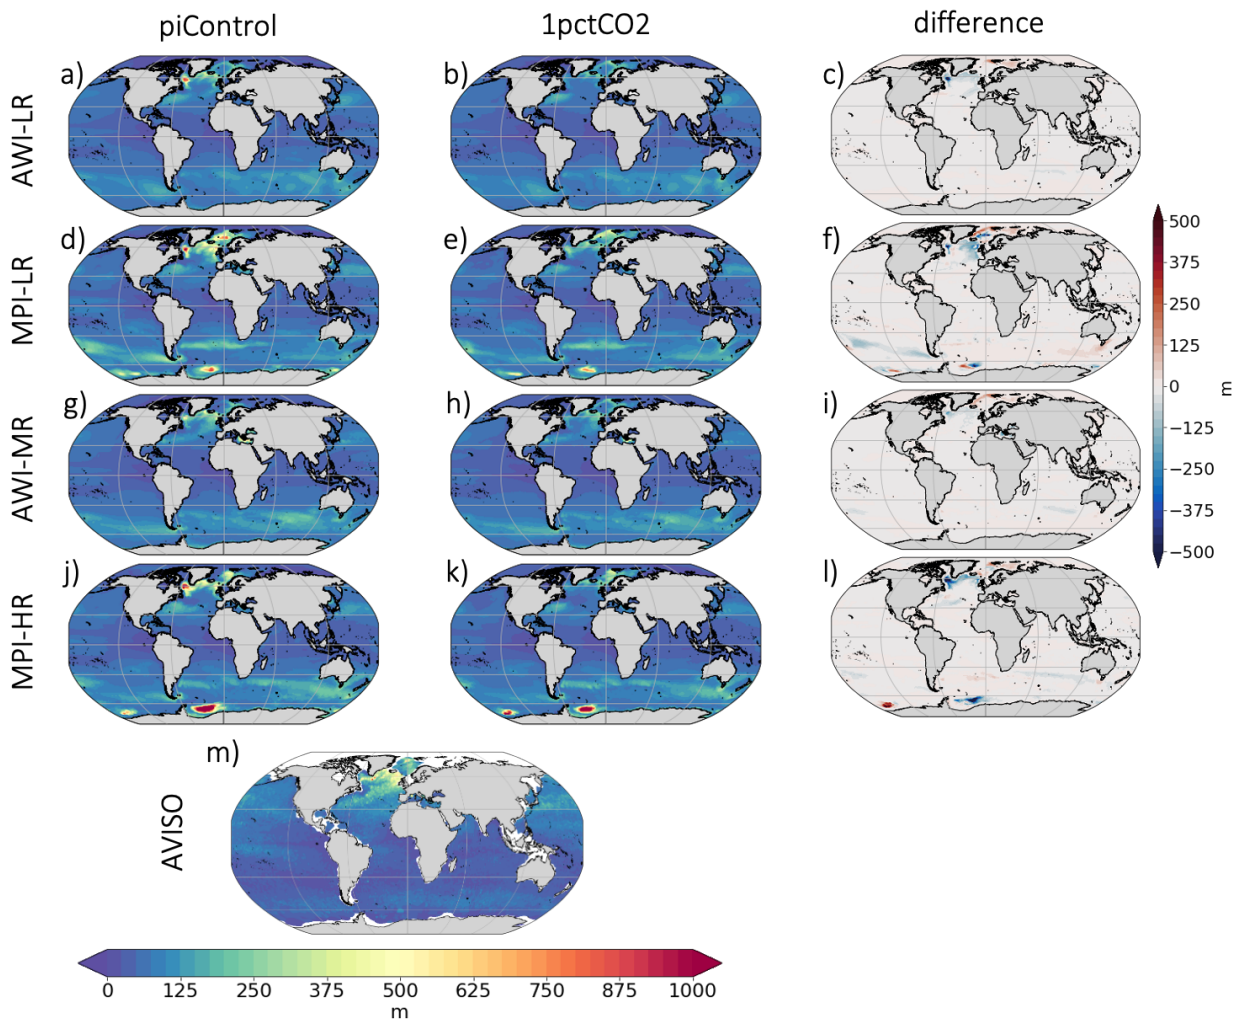 piControl 1pctCO2 difference
AWI-LR a) b) c)
MPI-LR d) e) f)
AWI-MR g) h) i)
MPI-HR j) k) l)
500
375
250
125
0
−125
−250
−375
−500
m
AVISO m)
0 125 250 375 500 625 750 875 1000
m